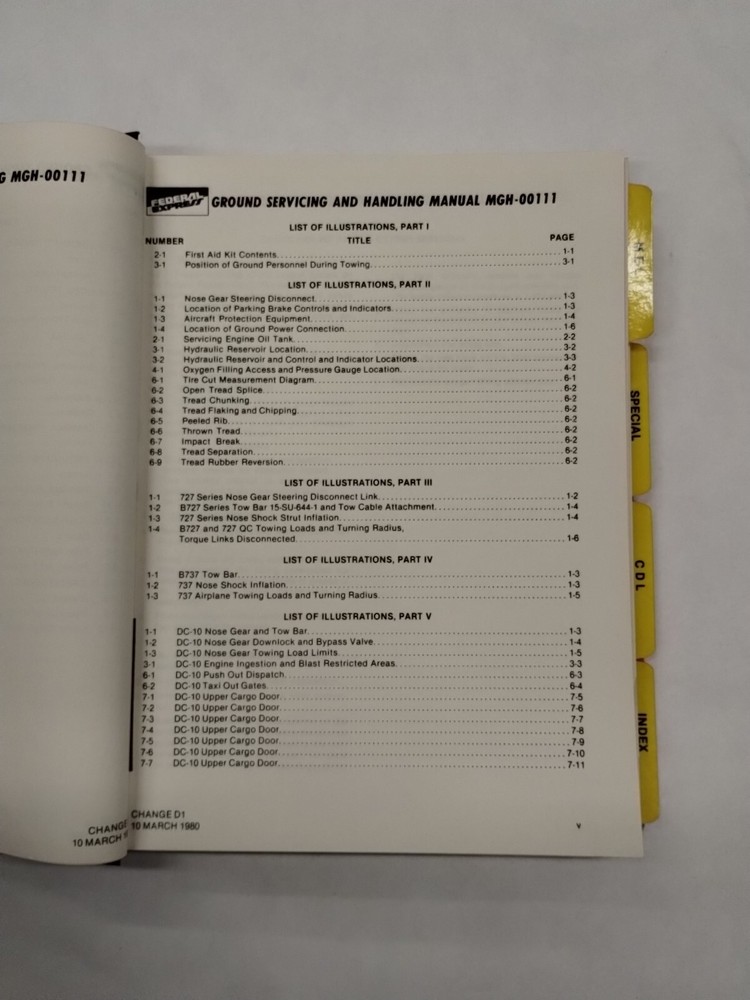 G MGH-00111
FEDERAL EXPRESS GROUND SERVICING AND HANDLING MANUAL MGH-00111
LIST OF ILLUSTRATIONS, PART I
NUMBER TITLE PAGE
2-1 First Aid Kit Contents 1-1
3-1 Position of Ground Personnel During Towing 3-1
LIST OF ILLUSTRATIONS, PART II
1-1 Nose Gear Steering Disconnect 1-3
1-2 Location of Parking Brake Controls and Indicators 1-3
1-3 Aircraft Protection Equipment 1-4
1-4 Location of Ground Power Connection 1-6
2-1 Servicing Engine Oil Tank 2-2
3-1 Hydraulic Reservoir Location 3-2
3-2 Hydraulic Reservoir and Control and Indicator Locations 3-3
4-1 Oxygen Filling Access and Pressure Gauge Location 4-2
6-1 Tire Cut Measurement Diagram 6-1
6-2 Open Tread Splice 6-2
6-3 Tread Chunking 6-2
6-4 Tread Flaking and Chipping 6-2
6-5 Peeled Rib 6-2
6-6 Thrown Tread 6-2
6-7 Impact Break 6-2
6-8 Tread Separation 6-2
6-9 Tread Rubber Reversion 6-2
LIST OF ILLUSTRATIONS, PART III
1-1 727 Series Nose Gear Steering Disconnect Link 1-2
1-2 B727 Series Tow Bar 15-SU-644-1 and Tow Cable Attachment 1-4
1-3 727 Series Nose Shock Strut Inflation 1-4
1-4 B727 and 727 QC Towing Loads and Turning Radius,
Torque Links Disconnected 1-6
LIST OF ILLUSTRATIONS, PART IV
1-1 B737 Tow Bar 1-3
1-2 737 Nose Shock Inflation 1-3
1-3 737 Airplane Towing Loads and Turning Radius 1-5
LIST OF ILLUSTRATIONS, PART V
1-1 DC-10 Nose Gear and Tow Bar 1-3
1-2 DC-10 Nose Gear Downlock and Bypass Valve 1-4
1-3 DC-10 Nose Gear Towing Load Limits 1-5
3-1 DC-10 Engine Ingestion and Blast Restricted Areas 3-3
6-1 DC-10 Push Out Dispatch 6-3
6-2 DC-10 Taxi Out Gates 6-4
7-1 DC-10 Upper Cargo Door 7-5
7-2 DC-10 Upper Cargo Door 7-6
7-3 DC-10 Upper Cargo Door 7-7
7-4 DC-10 Upper Cargo Door 7-8
7-5 DC-10 Upper Cargo Door 7-9
7-6 DC-10 Upper Cargo Door 7-10
7-7 DC-10 Upper Cargo Door 7-11
CHANGE D1
10 MARCH 1980
v
CHANGE
10 MARCH
SPECIAL
CDL
INDEX